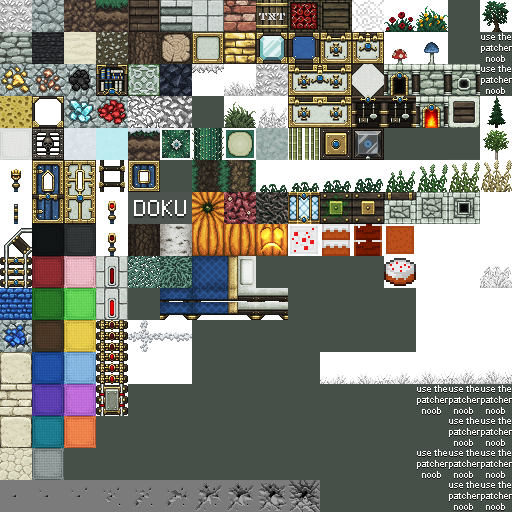 TXT
use the
patcher
noob
use the
patcher
noob
DOKU
use the use the use the
patcher patcher patcher
noob noob noob
use the use the
patcher patcher
noob noob
use the use the use the
patcher patcher patcher
noob noob noob
use the use the
patcher patcher
noob noob